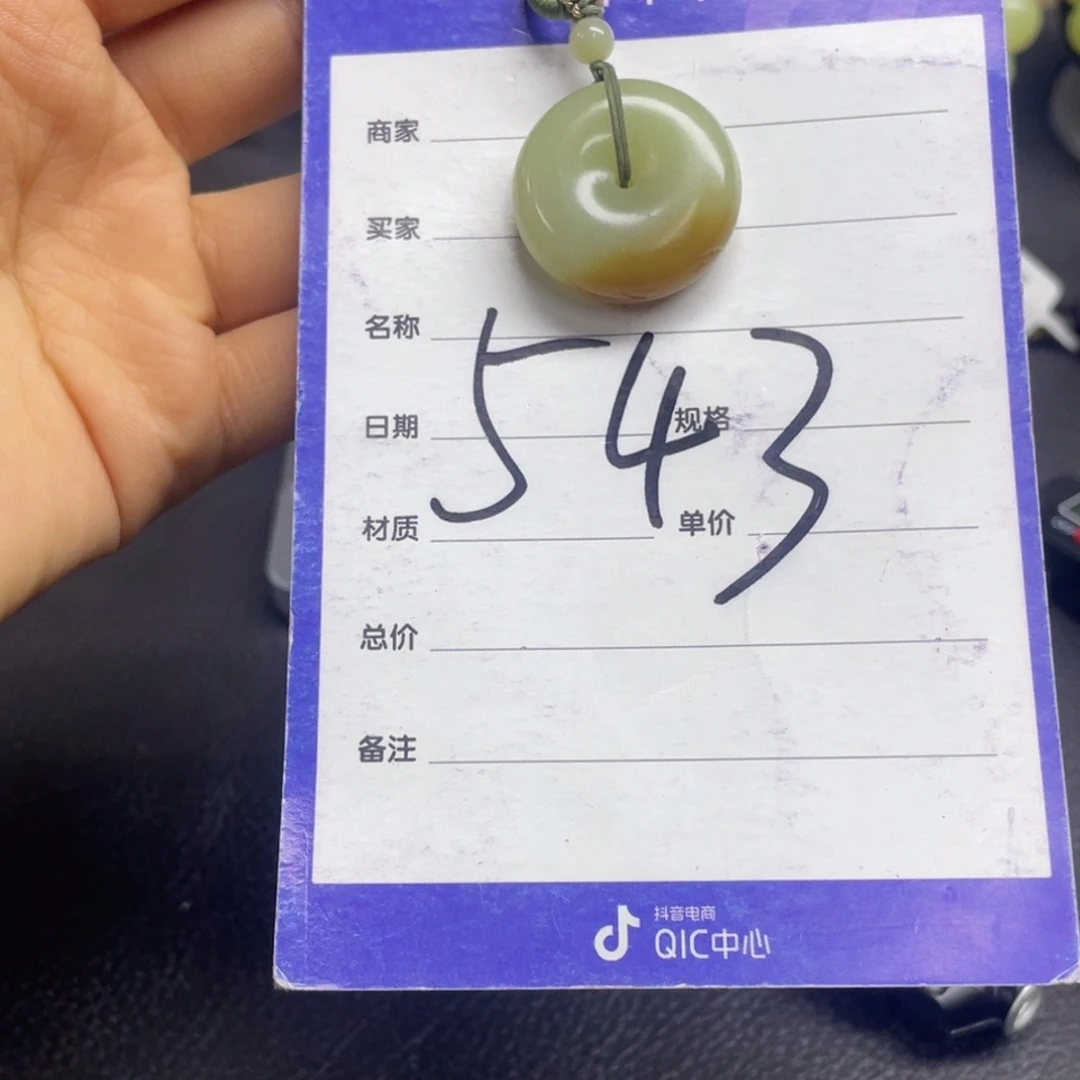 商家
买家
名称
543
日期 规格
材质 单价
总价
备注
抖音电商
QIC中心